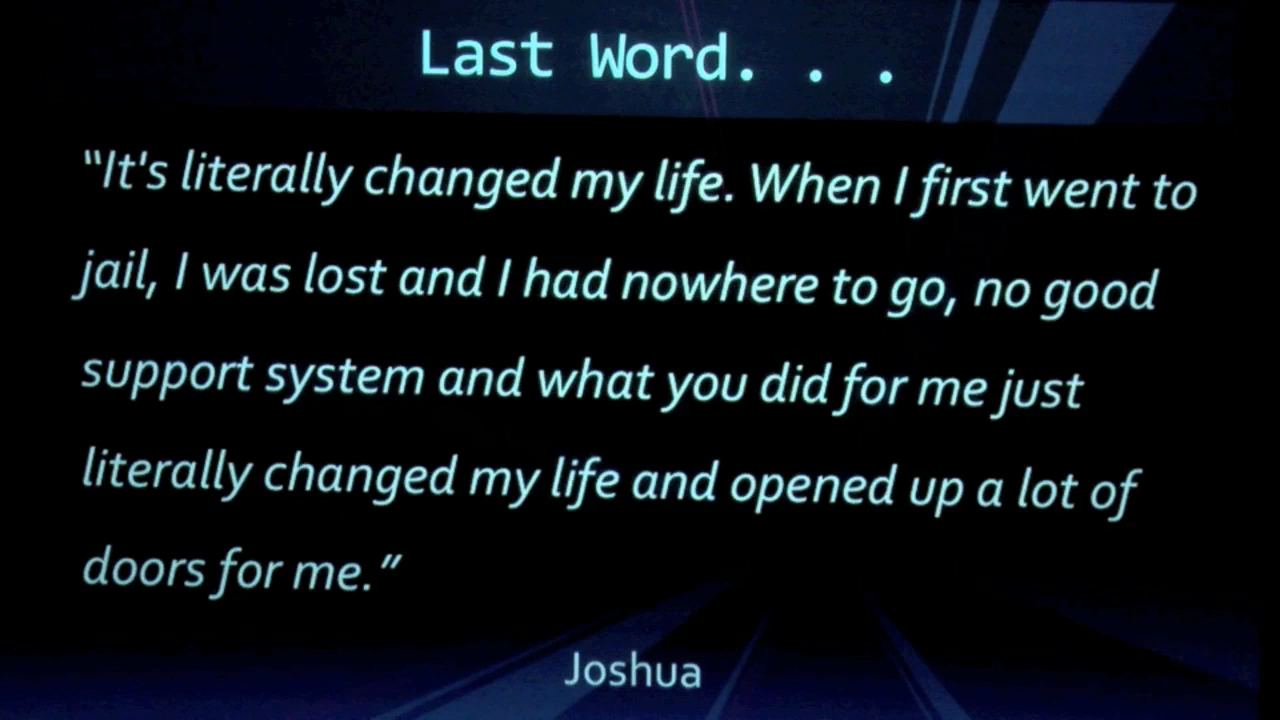 Last Word. . .
“It's literally changed my life. When I first went to
jail, I was lost and I had nowhere to go, no good
support system and what you did for me just
literally changed my life and opened up a lot of
doors for me.”
Joshua